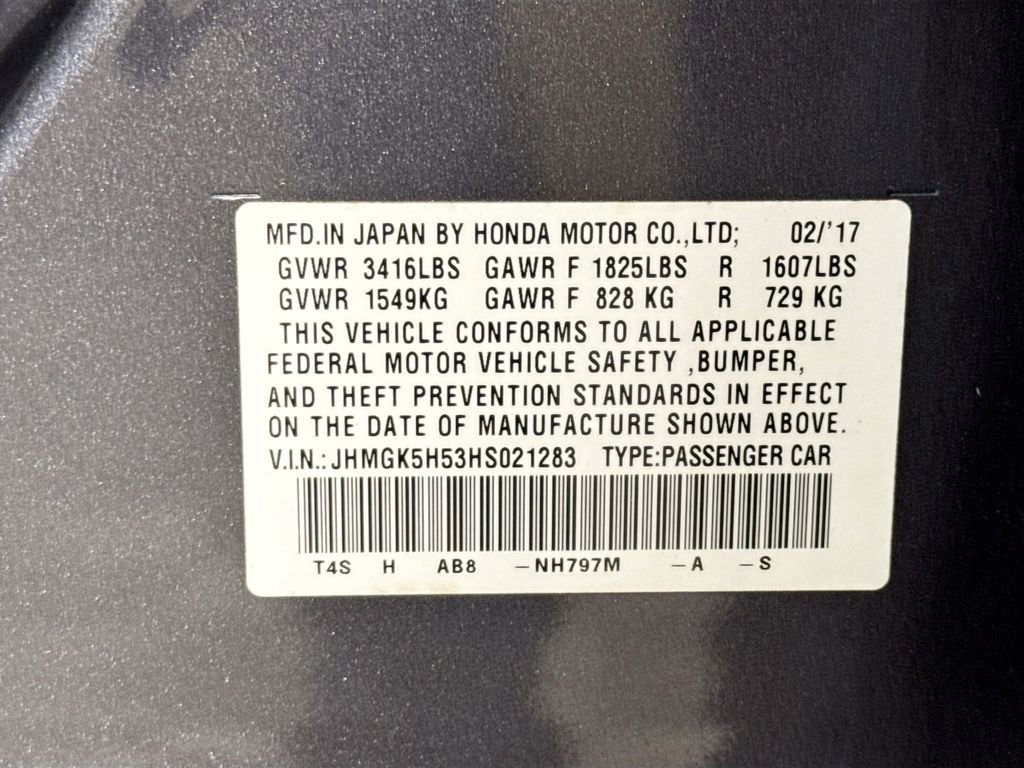 MFD.IN JAPAN BY HONDA MOTOR CO.,LTD; 02/'17
GVWR 3416LBS GAWR F 1825LBS R 1607LBS
GVWR 1549KG GAWR F 828 KG R 729 KG
THIS VEHICLE CONFORMS TO ALL APPLICABLE
FEDERAL MOTOR VEHICLE SAFETY ,BUMPER,
AND THEFT PREVENTION STANDARDS IN EFFECT
ON THE DATE OF MANUFACTURE SHOWN ABOVE.
V.I.N.: JHMGK5H53HS021283 TYPE:PASSENGER CAR
T4S H AB8 -NH797M -A -S